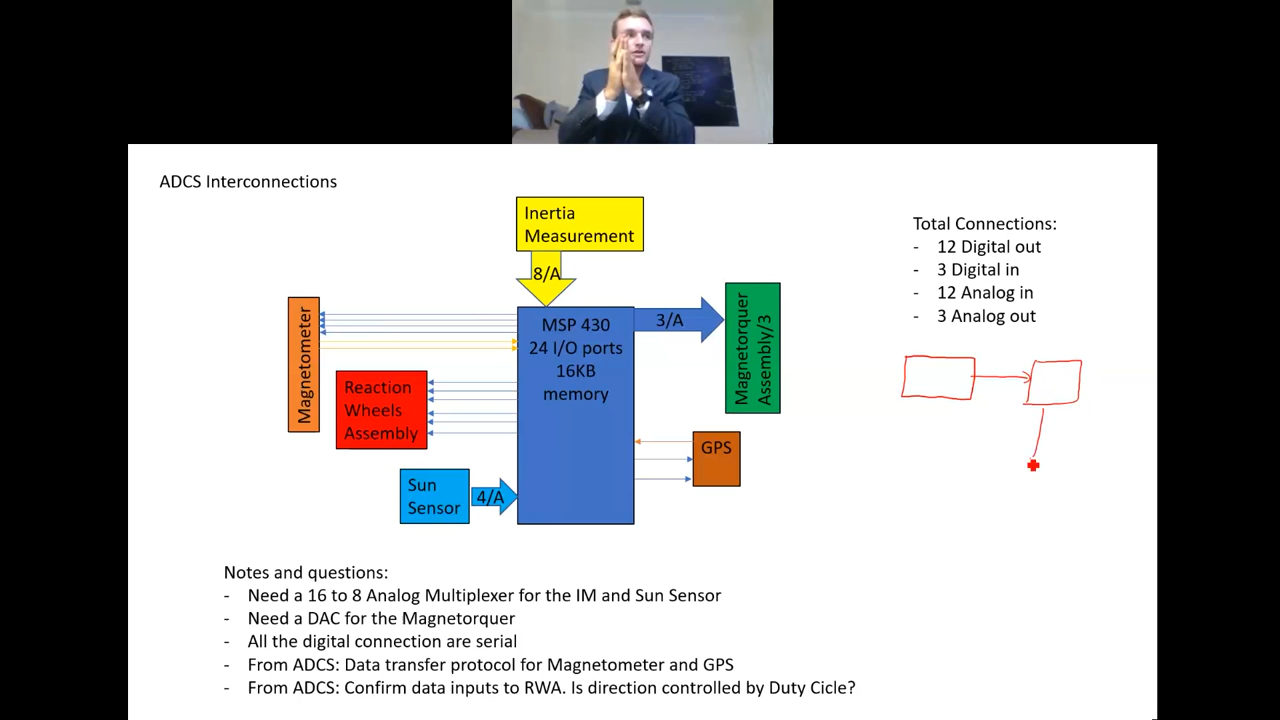 ADCS Interconnections
Inertia
Measurement
8/A
Total Connections:
- 12 Digital out
- 3 Digital in
- 12 Analog in
- 3 Analog out
Magnetometer
MSP 430
24 I/O ports
16KB
memory
3/A
Magnetorquer
Assembly/3
Reaction
Wheels
Assembly
GPS
Sun
Sensor
4/A
Notes and questions:
- Need a 16 to 8 Analog Multiplexer for the IM and Sun Sensor
- Need a DAC for the Magnetorquer
- All the digital connection are serial
- From ADCS: Data transfer protocol for Magnetometer and GPS
- From ADCS: Confirm data inputs to RWA. Is direction controlled by Duty Cicle?